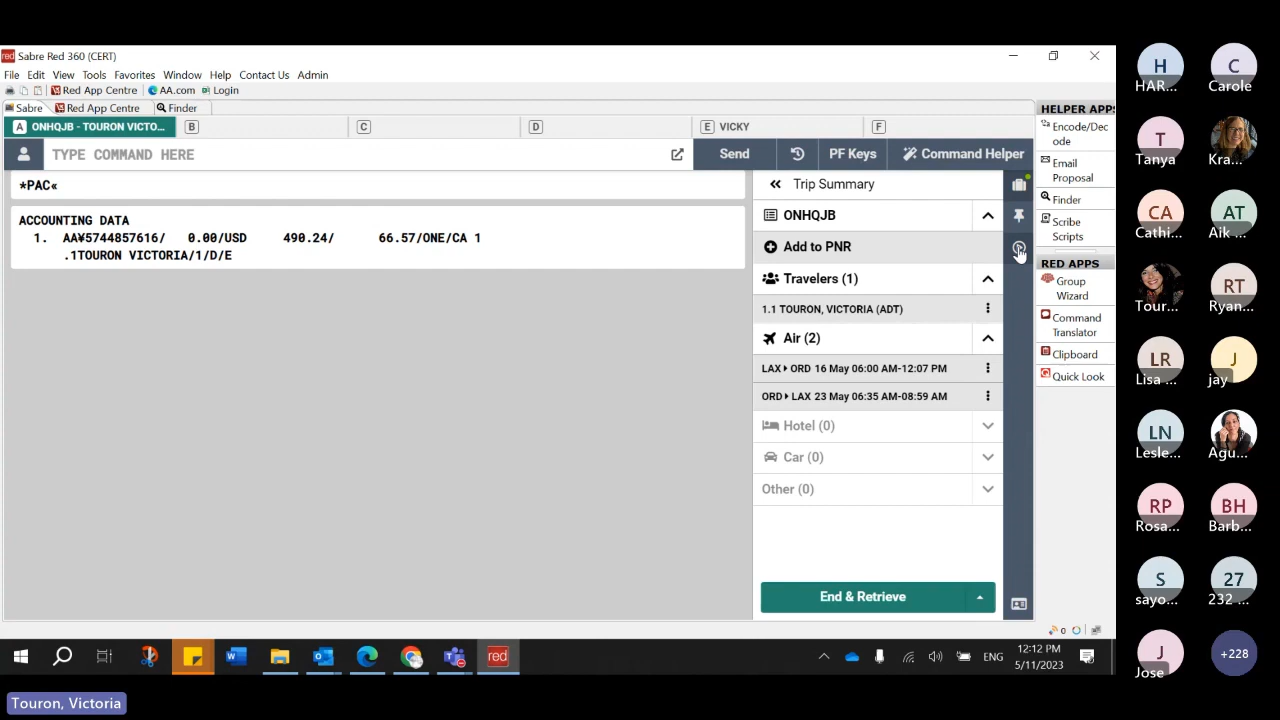 red Sabre Red 360 (CERT)
File Edit View Tools Favorites Window Help Contact Us Admin
Red App Centre AA.com Login
Sabre Red App Centre Finder
A ONHQJB - TOURON VICTO... B C D E VICKY F
TYPE COMMAND HERE Send PF Keys Command Helper
*PAC«
ACCOUNTING DATA
1. AA¥5744857616/ 0.00/USD 490.24/ 66.57/ONE/CA 1
.1TOURON VICTORIA/1/D/E
Trip Summary
ONHQJB
Add to PNR
Travelers (1)
1.1 TOURON, VICTORIA (ADT)
Air (2)
LAX ORD 16 May 06:00 AM-12:07 PM
ORD LAX 23 May 06:35 AM-08:59 AM
Hotel (0)
Car (0)
Other (0)
End & Retrieve
HELPER APPS
Encode/Dec
ode
Email
Proposal
Finder
Scribe
Scripts
RED APPS
Group
Wizard
Command
Translator
Clipboard
Quick Look
0
red
ENG
12:12 PM
5/11/2023
H C
HAR... Carole
T
Tanya Kra...
CA AT
Cathi... Aik ...
RT
Tour... Ryan...
LR J
Lisa ... jay
LN
Lesle... Agu...
RP BH
Rosa... Barb...
S 27
sayo... 232 ...
J +228
Jose
Touron, Victoria